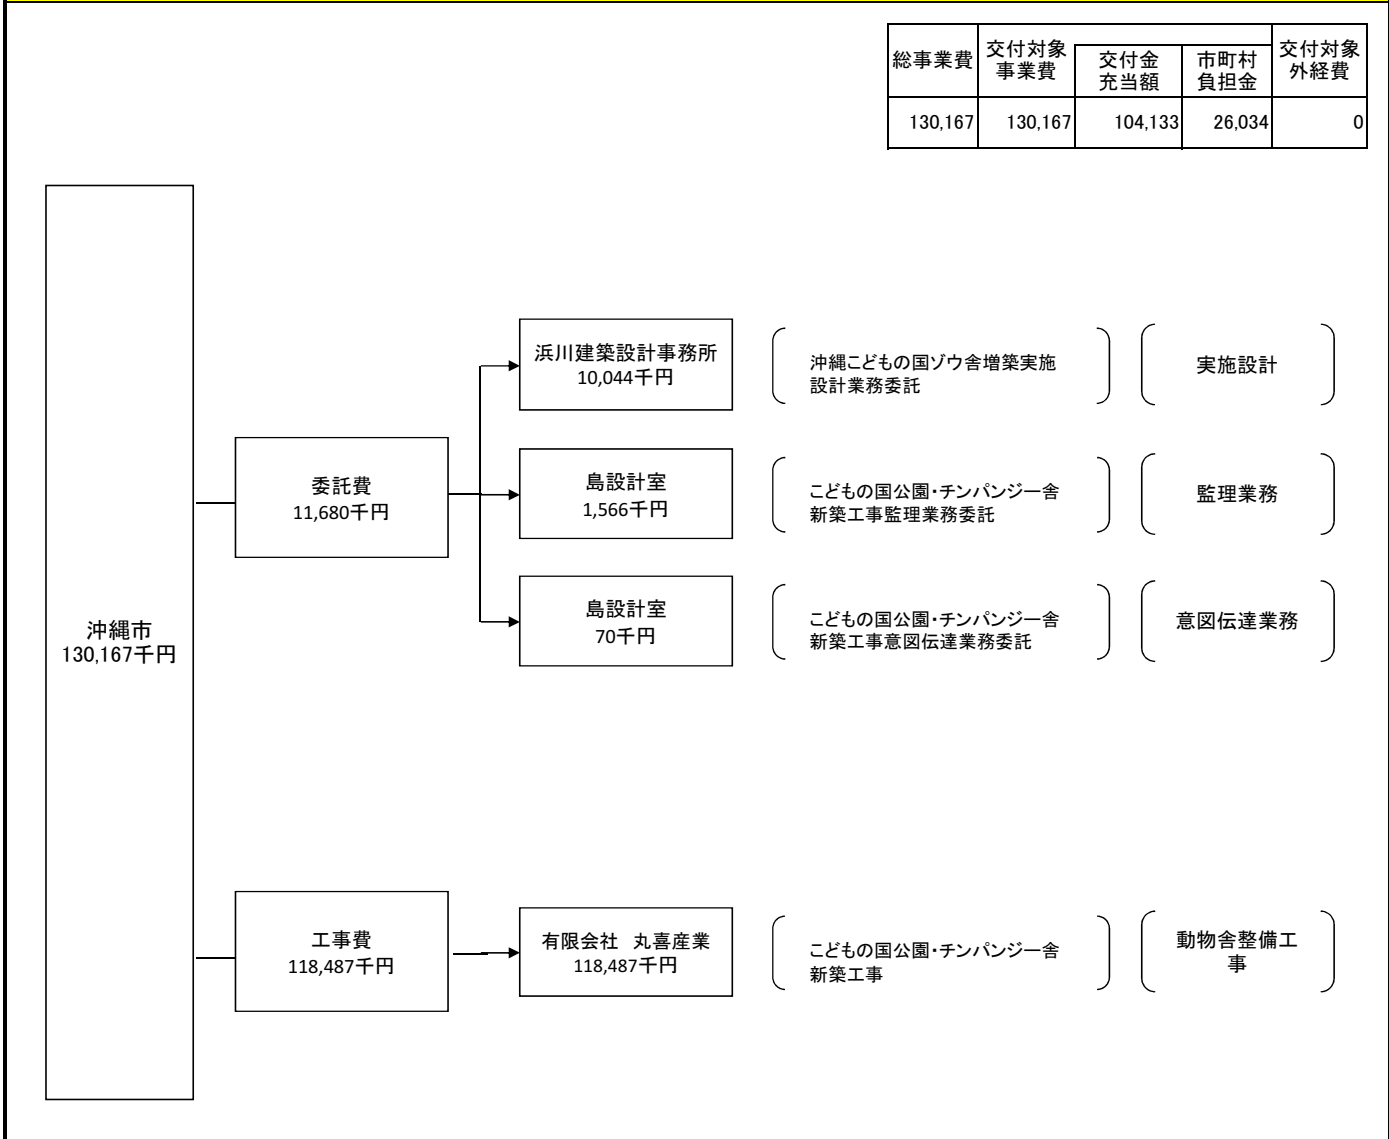 総事業費
交付対象
事業費
交付金
充当額
市町村
負担金
交付対象
外経費
130,167
130,167
104,133
26,034
0
沖縄市
130,167千円
委託費
11,680千円
浜川建築設計事務所
10,044千円
沖縄こどもの国ゾウ舎増築実施
設計業務委託
実施設計
島設計室
1,566千円
こどもの国公園・チンパンジー舎
新築工事監理業務委託
監理業務
島設計室
70千円
こどもの国公園・チンパンジー舎
新築工事意図伝達業務委託
意図伝達業務
工事費
118,487千円
有限会社　丸喜産業
118,487千円
こどもの国公園・チンパンジー舎
新築工事
動物舎整備工
事